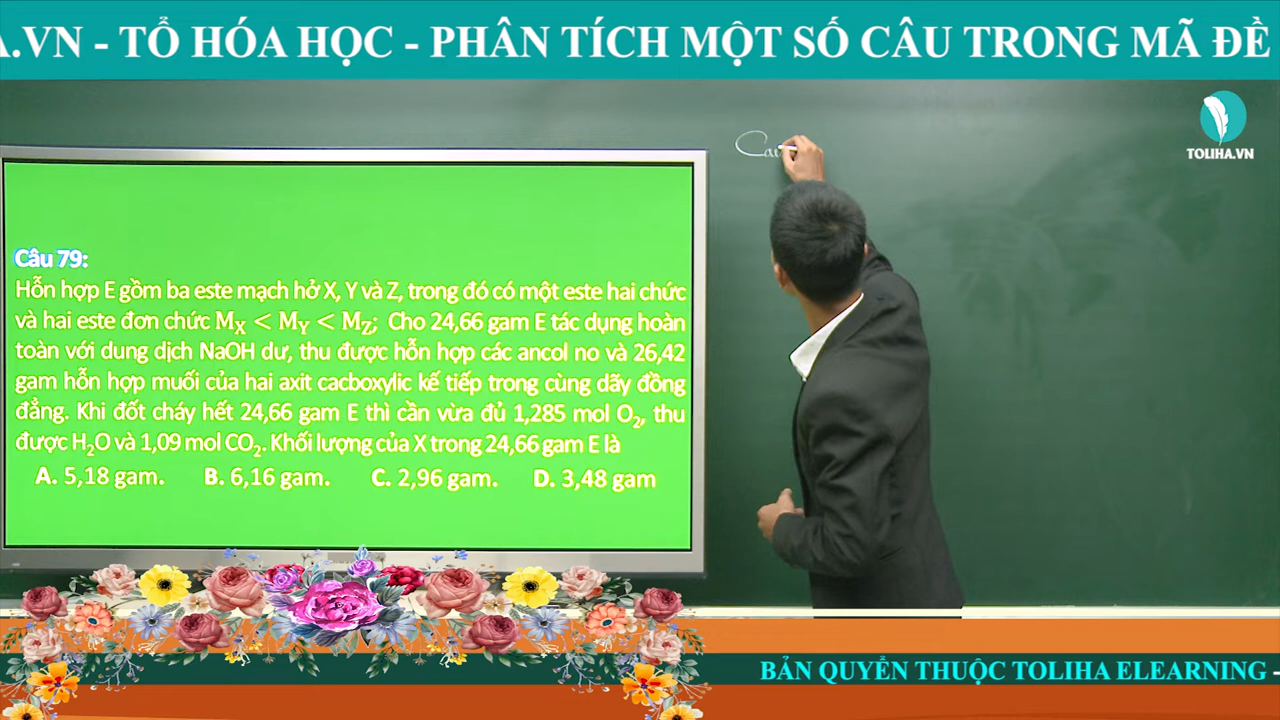 A.VN - TỔ HÓA HỌC - PHÂN TÍCH MỘT SỐ CÂU TRONG MÃ ĐỀ
TOLIHA.VN
Cau
Câu 79:
Hỗn hợp E gồm ba este mạch hở X, Y và Z, trong đó có một este hai chức
và hai este đơn chức M_X < M_Y < M_Z; Cho 24,66 gam E tác dụng hoàn
toàn với dung dịch NaOH dư, thu được hỗn hợp các ancol no và 26,42
gam hỗn hợp muối của hai axit cacboxylic kế tiếp trong cùng dãy đồng
đẳng. Khi đốt cháy hết 24,66 gam E thì cần vừa đủ 1,285 mol O₂, thu
được H₂O và 1,09 mol CO₂. Khối lượng của X trong 24,66 gam E là
A. 5,18 gam. B. 6,16 gam. C. 2,96 gam. D. 3,48 gam
BẢN QUYỀN THUỘC TOLIHA ELEARNING -